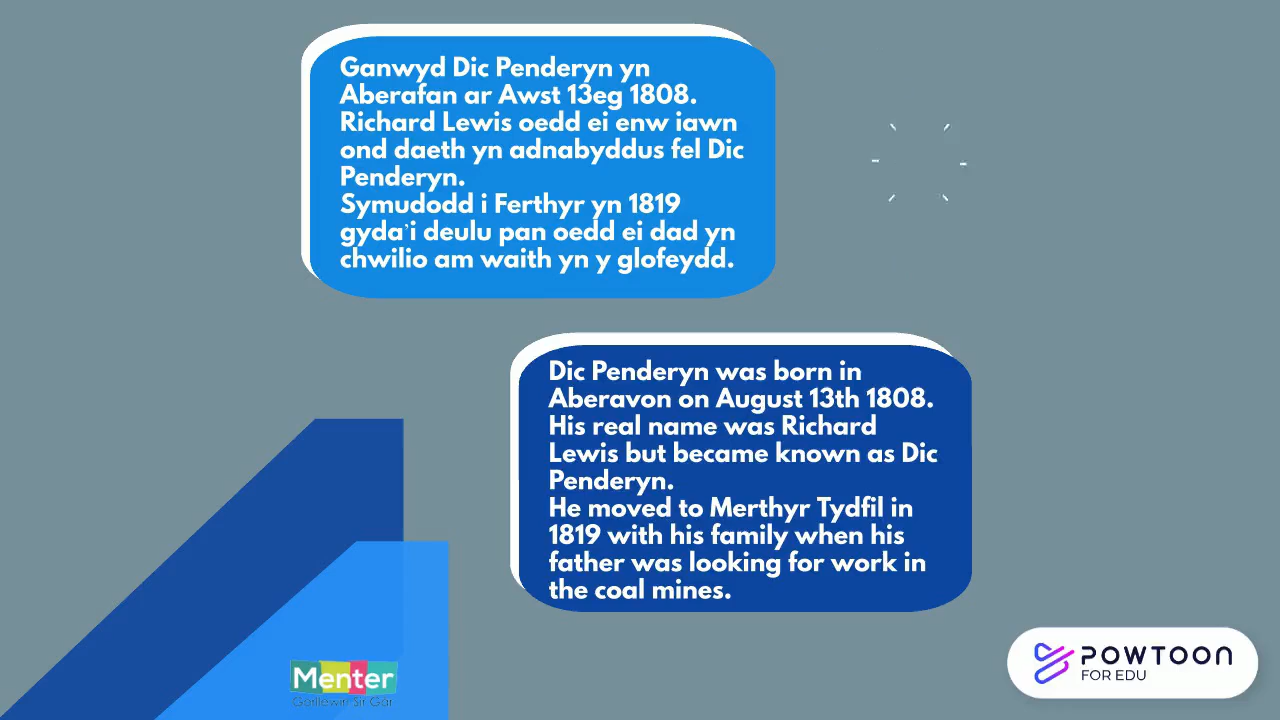 Ganwyd Dic Penderyn yn
Aberafan ar Awst 13eg 1808.
Richard Lewis oedd ei enw iawn
ond daeth yn adnabyddus fel Dic
Penderyn.
Symudodd i Ferthyr yn 1819
gyda'i deulu pan oedd ei dad yn
chwilio am waith yn y glofeydd.
Dic Penderyn was born in
Aberavon on August 13th 1808.
His real name was Richard
Lewis but became known as Dic
Penderyn.
He moved to Merthyr Tydfil in
1819 with his family when his
father was looking for work in
the coal mines.
Menter
Gorllewin Sir Gâr
POWTOON
FOR EDU